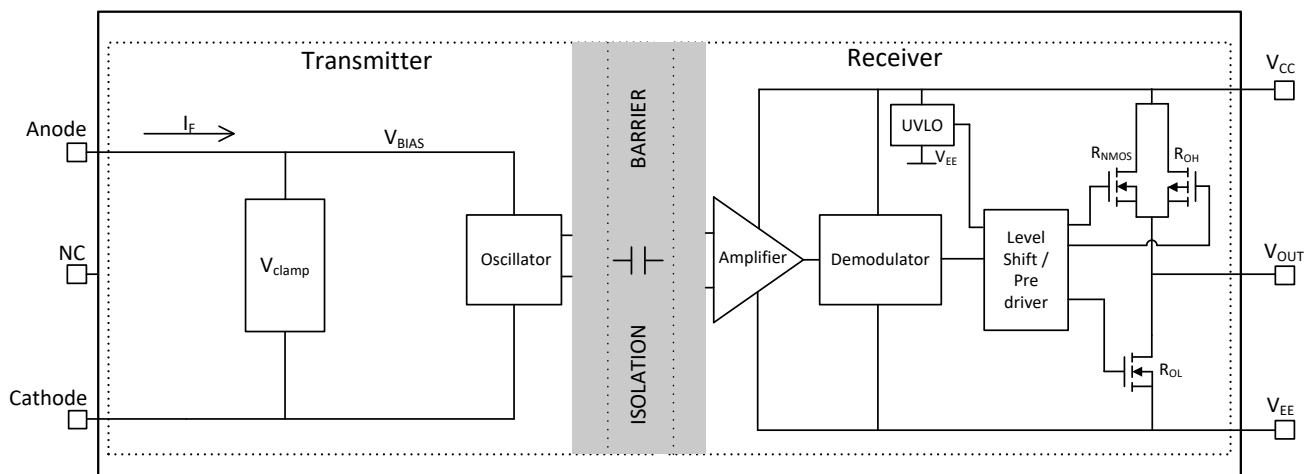 Transmitter
Receiver
Anode
I_F
V_BIAS
V_clamp
Oscillator
NC
Cathode
BARRIER
ISOLATION
Amplifier
Demodulator
UVLO
V_EE
Level
Shift /
Pre
driver
R_NMOS
R_OH
R_OL
V_CC
V_OUT
V_EE